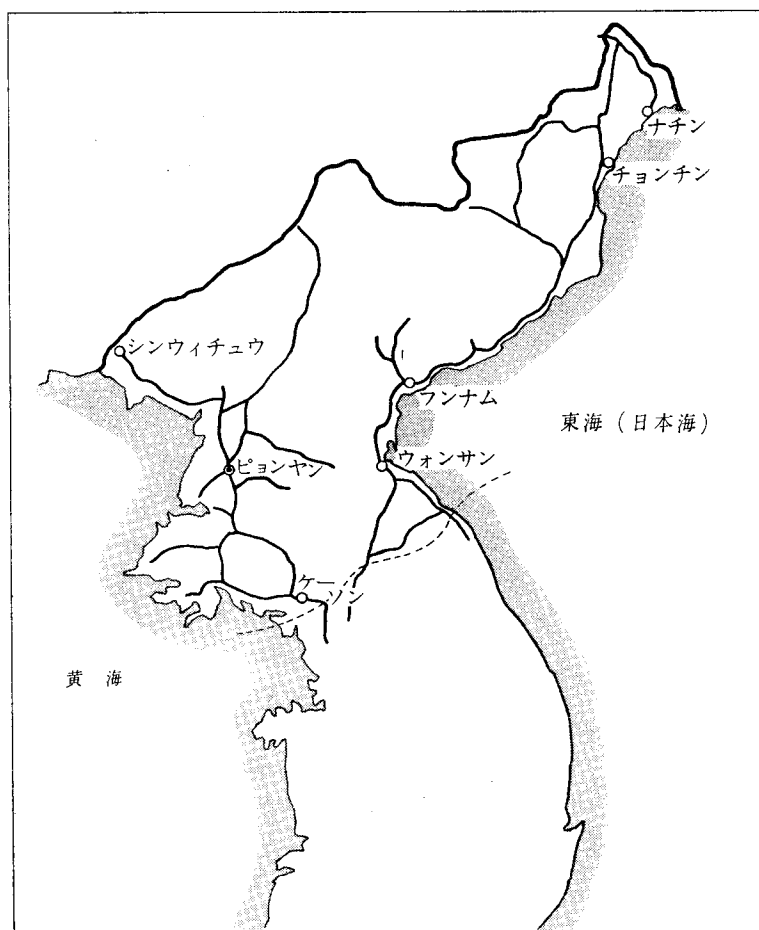 ナチン
チョンチン
シンウィチュウ
フンナム
東海(日本海)
ウォンサン
ピョンヤン
ケーソン
黄海